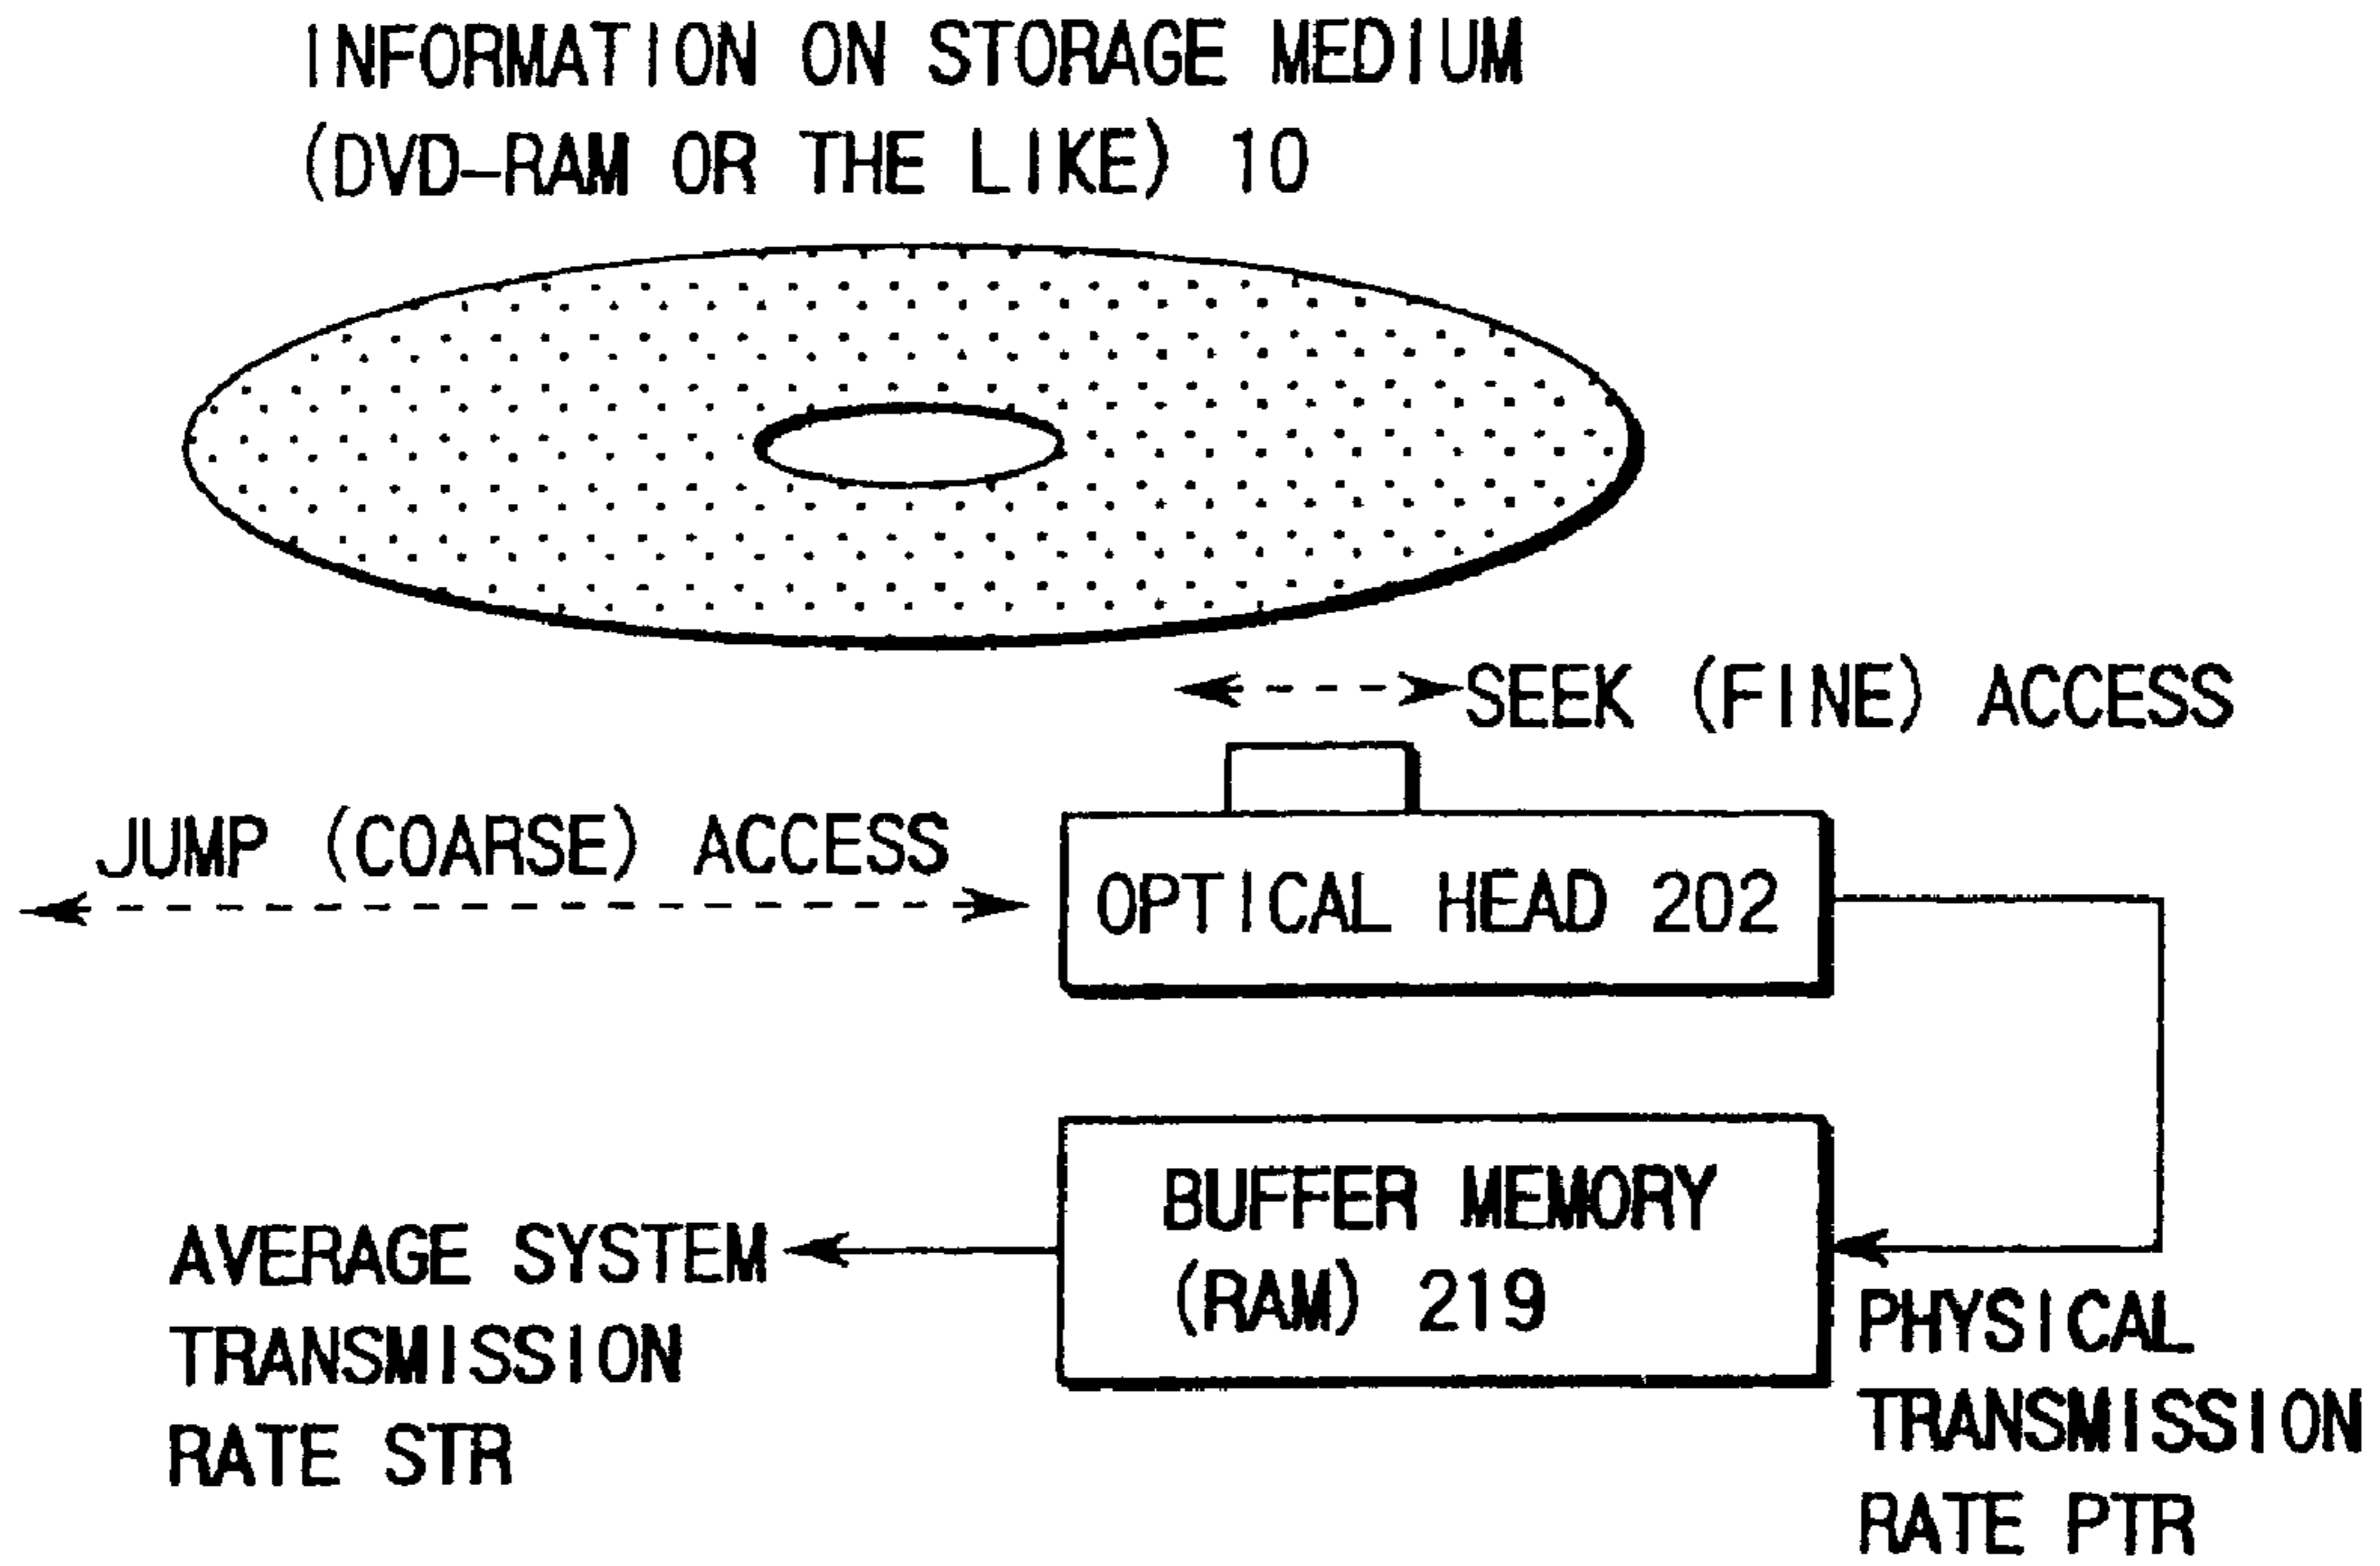 INFORMATION ON STORAGE MEDIUM
(DVD-RAM OR THE LIKE) 10
SEEK (FINE) ACCESS
JUMP (COARSE) ACCESS
OPTICAL HEAD 202
BUFFER MEMORY
(RAM) 219
AVERAGE SYSTEM
TRANSMISSION
RATE STR
PHYSICAL
TRANSMISSION
RATE PTR